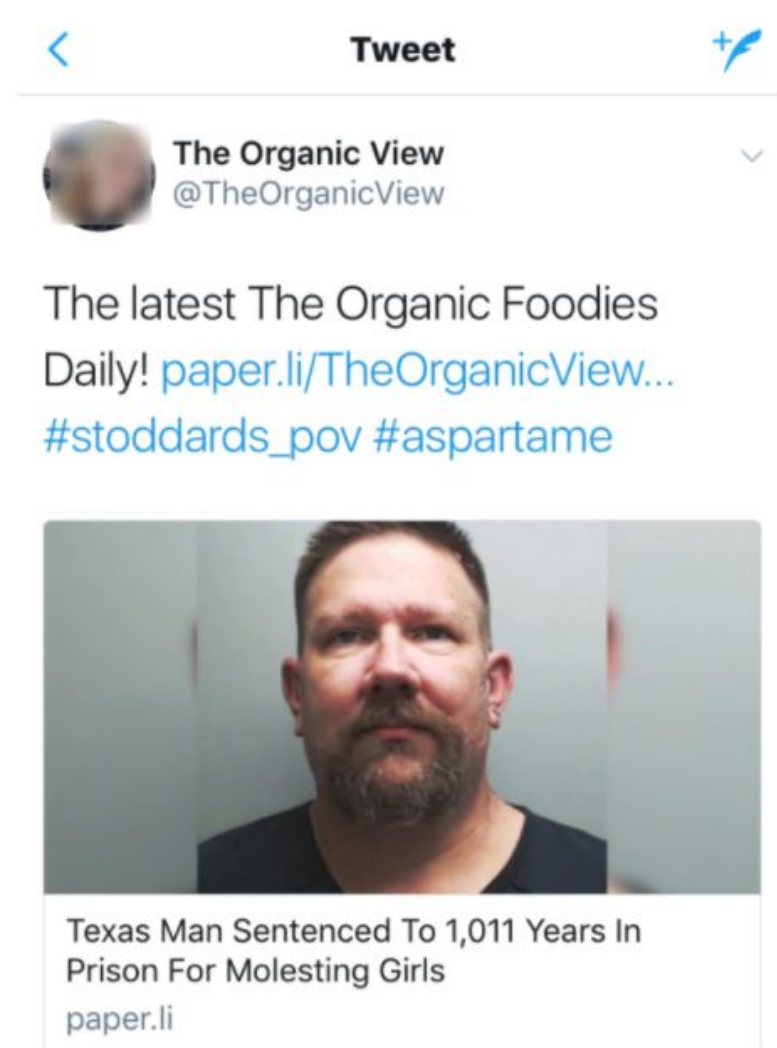 Tweet
The Organic View
@TheOrganicView
The latest The Organic Foodies
Daily! paper.li/TheOrganicView...
#stoddards_pov #aspartame
Texas Man Sentenced To 1,011 Years In
Prison For Molesting Girls
paper.li